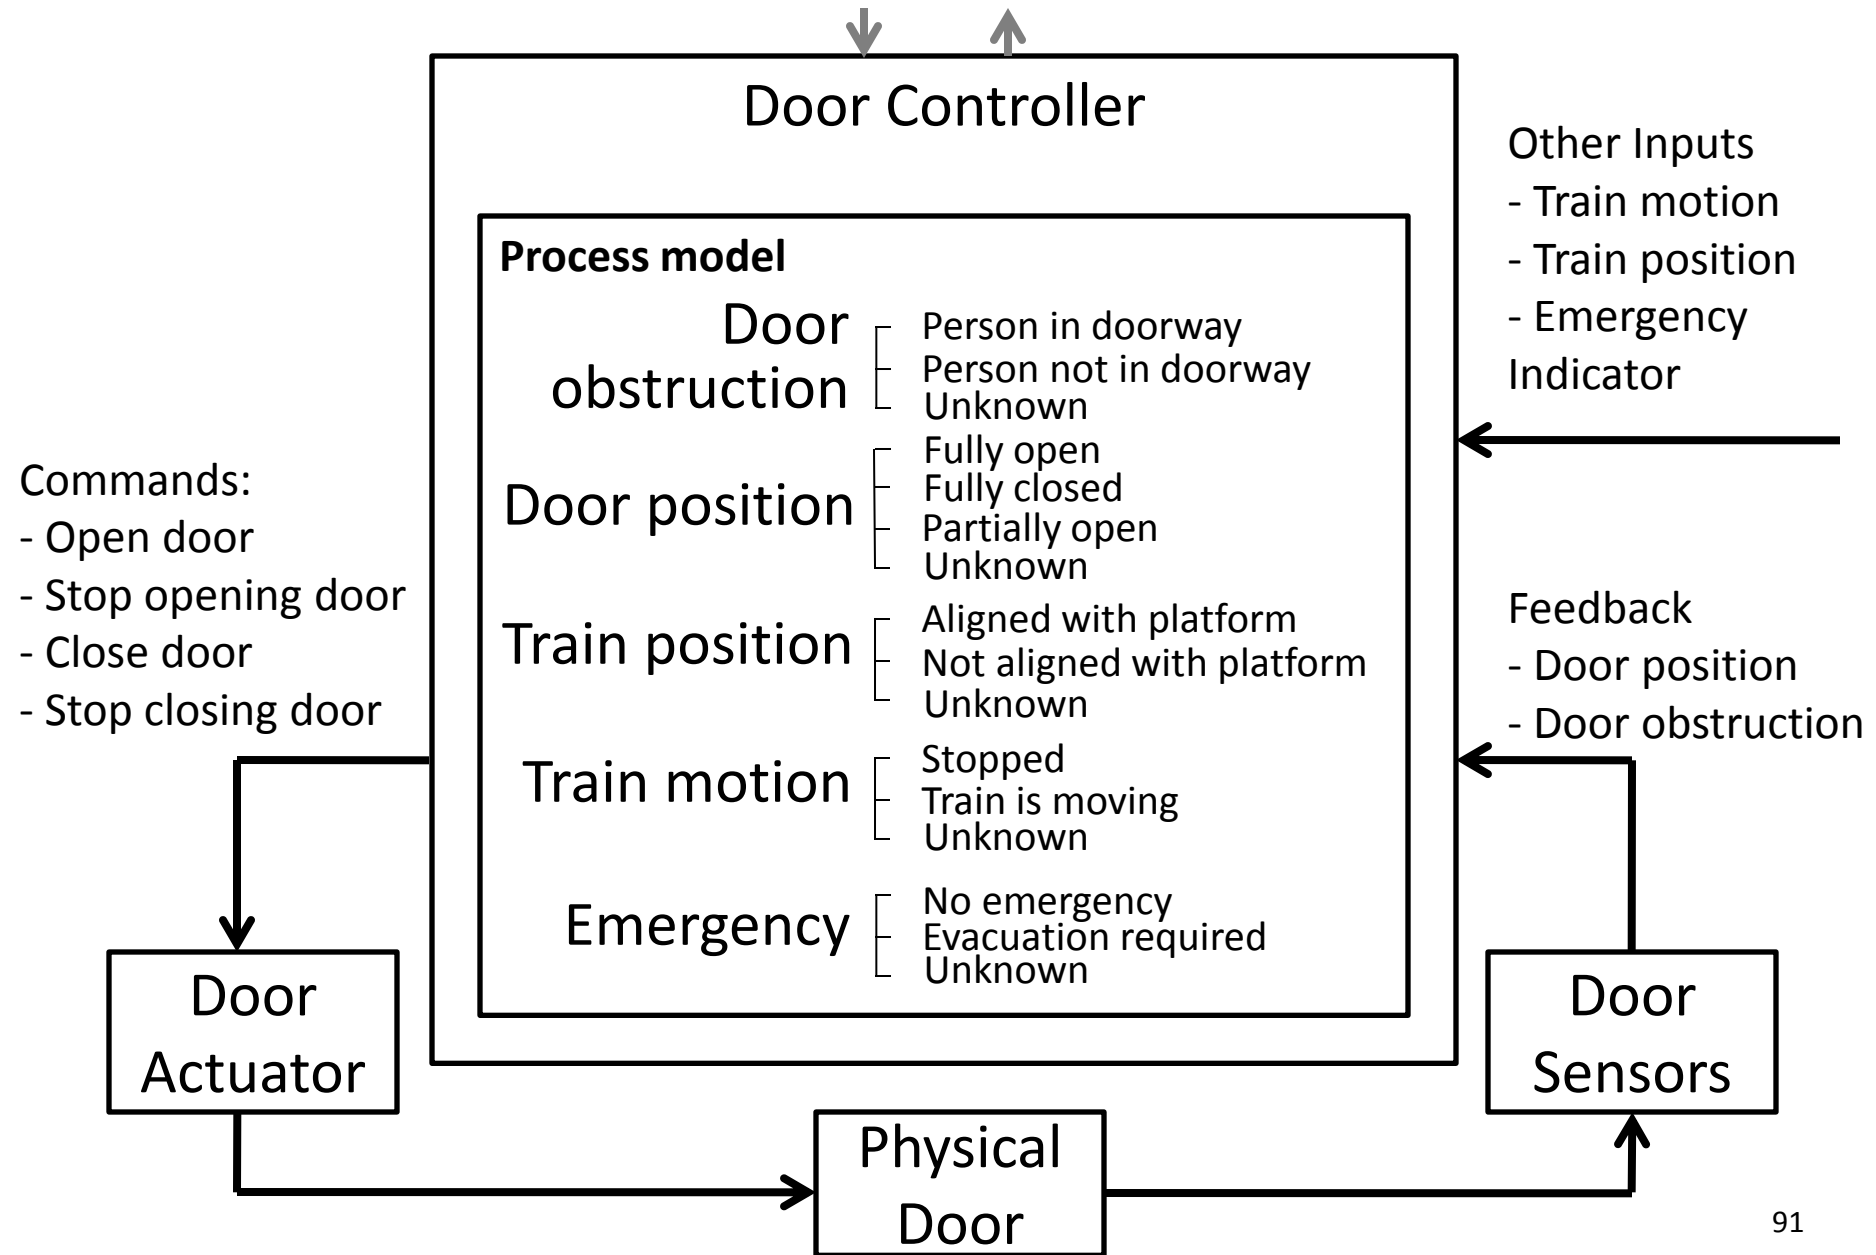 Door Controller
Other Inputs
- Train motion
- Train position
- Emergency
Indicator
Process model
Door
obstruction
Person in doorway
Person not in doorway
Unknown
Door position
Fully open
Fully closed
Partially open
Unknown
Train position
Aligned with platform
Not aligned with platform
Unknown
Train motion
Stopped
Train is moving
Unknown
Emergency
No emergency
Evacuation required
Unknown
Commands:
- Open door
- Stop opening door
- Close door
- Stop closing door
Feedback
- Door position
- Door obstruction
Door
Actuator
Physical
Door
Door
Sensors
91